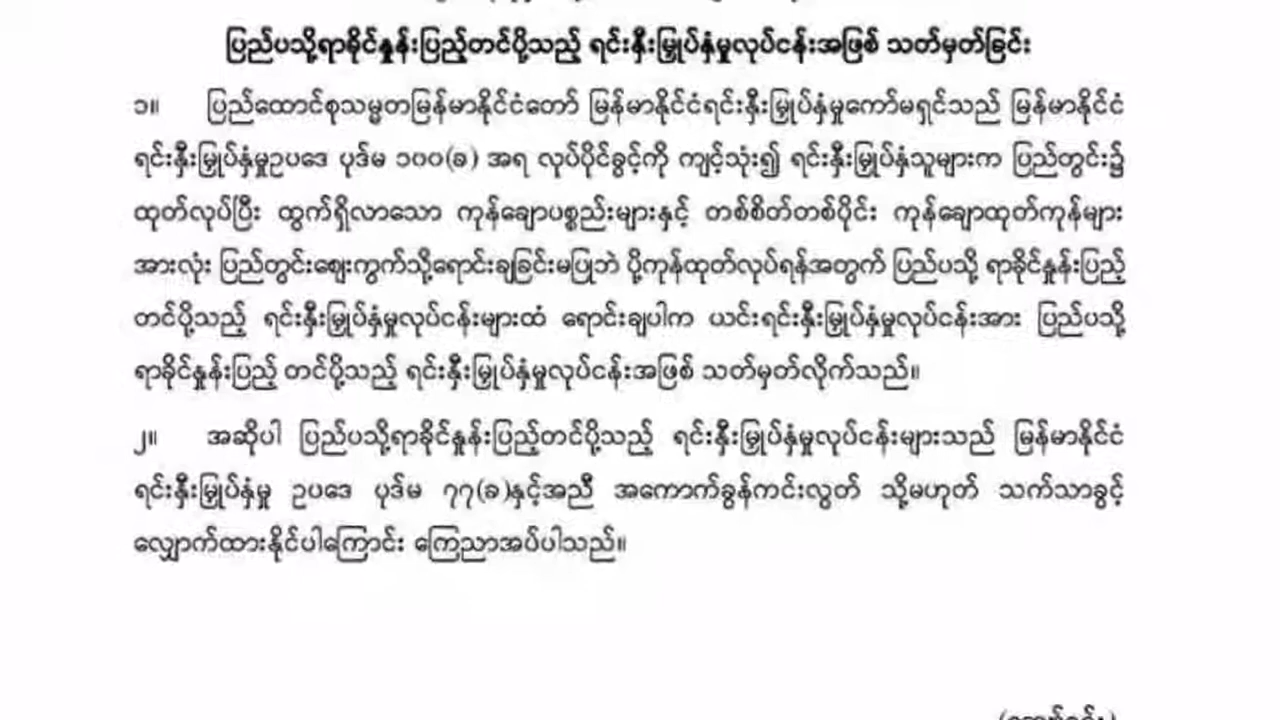 ပြည်ပသို့ရာခိုင်နှုန်းပြည့်တင်ပို့သည့် ရင်းနှီးမြှုပ်နှံမှုလုပ်ငန်းအဖြစ် သတ်မှတ်ခြင်း
၁။ ပြည်ထောင်စုသမ္မတမြန်မာနိုင်ငံတော် မြန်မာနိုင်ငံရင်းနှီးမြှုပ်နှံမှုကော်မရှင်သည် မြန်မာနိုင်ငံ
ရင်းနှီးမြှုပ်နှံမှုဥပဒေ ပုဒ်မ ၁၀၀(ခ) အရ လုပ်ပိုင်ခွင့်ကို ကျင့်သုံး၍ ရင်းနှီးမြှုပ်နှံသူများက ပြည်တွင်း၌
ထုတ်လုပ်ပြီး ထွက်ရှိလာသော ကုန်ချောပစ္စည်းများနှင့် တစ်စိတ်တစ်ပိုင်း ကုန်ချောထုတ်ကုန်များ
အားလုံး ပြည်တွင်းဈေးကွက်သို့ရောင်းချခြင်းမပြုဘဲ ပို့ကုန်ထုတ်လုပ်ရန်အတွက် ပြည်ပသို့ ရာခိုင်နှုန်းပြည့်
တင်ပို့သည့် ရင်းနှီးမြှုပ်နှံမှုလုပ်ငန်းများထံ ရောင်းချပါက ယင်းရင်းနှီးမြှုပ်နှံမှုလုပ်ငန်းအား ပြည်ပသို့
ရာခိုင်နှုန်းပြည့် တင်ပို့သည့် ရင်းနှီးမြှုပ်နှံမှုလုပ်ငန်းအဖြစ် သတ်မှတ်လိုက်သည်။
၂။ အဆိုပါ ပြည်ပသို့ရာခိုင်နှုန်းပြည့်တင်ပို့သည့် ရင်းနှီးမြှုပ်နှံမှုလုပ်ငန်းများသည် မြန်မာနိုင်ငံ
ရင်းနှီးမြှုပ်နှံမှု ဥပဒေ ပုဒ်မ ၇၇(ခ)နှင့်အညီ အကောက်ခွန်ကင်းလွတ် သို့မဟုတ် သက်သာခွင့်
လျှောက်ထားနိုင်ပါကြောင်း ကြေညာအပ်ပါသည်။